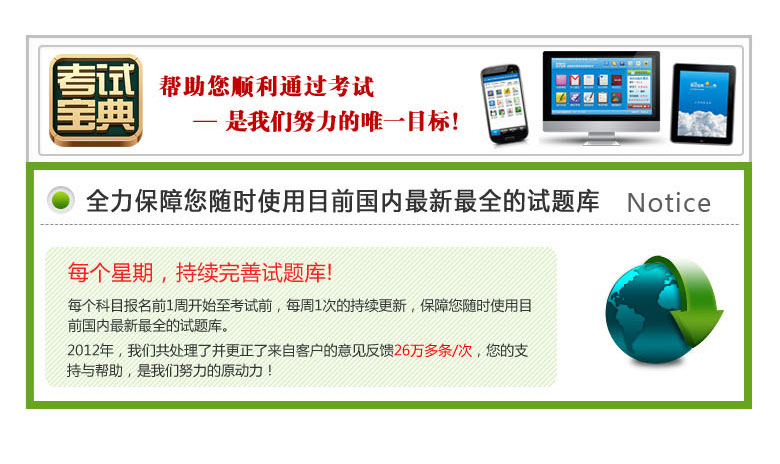 考试
宝典
帮助您顺利通过考试
— 是我们努力的唯一目标!
全力保障您随时使用目前国内最新最全的试题库 Notice
每个星期，持续完善试题库!
每个科目报名前1周开始至考试前，每周1次的持续更新，保障您随时使用目
前国内最新最全的试题库。
2012年，我们共处理了并更正了来自客户的意见反馈26万多条/次，您的支
持与帮助，是我们努力的原动力！